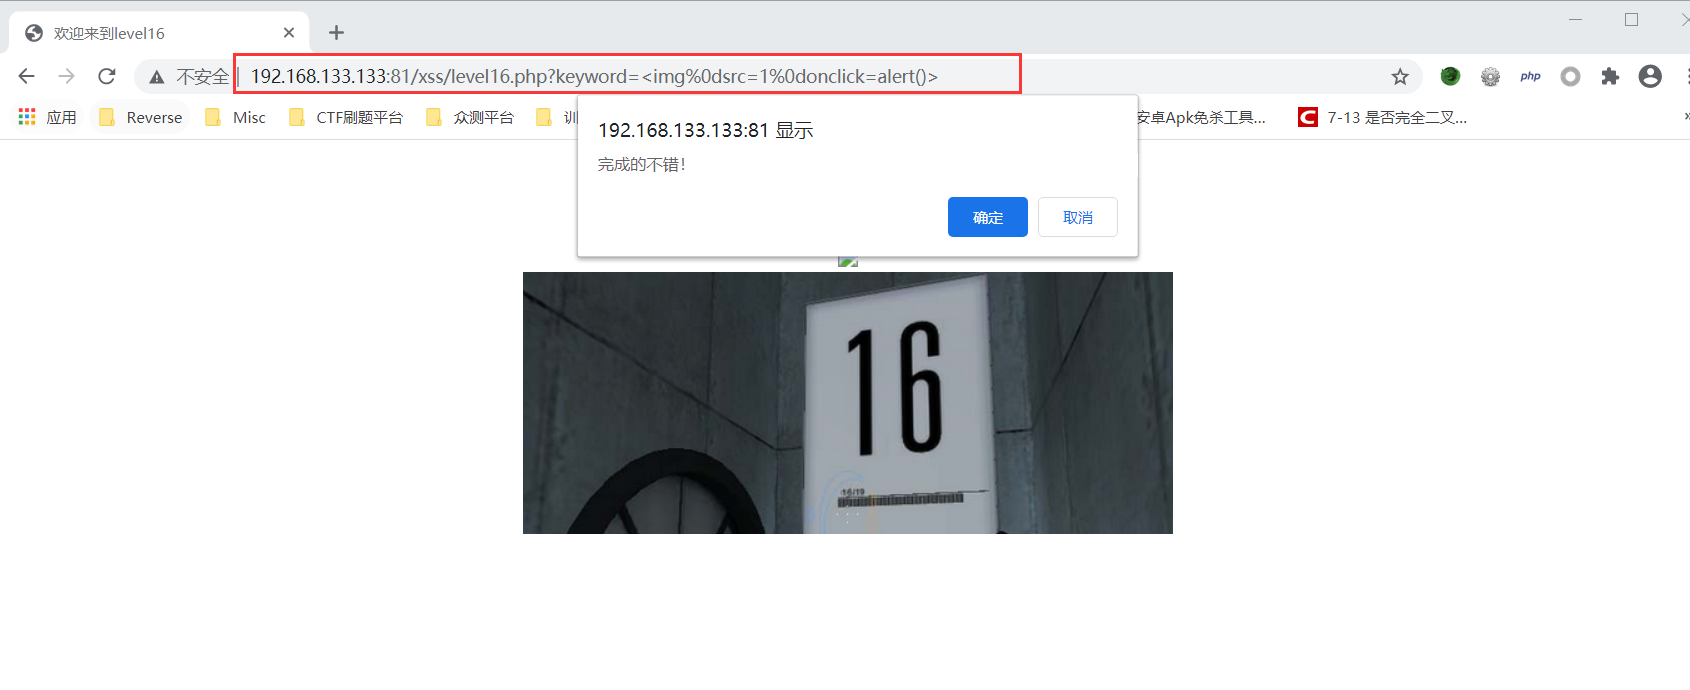 欢迎来到level16
不安全 192.168.133.133:81/xss/level16.php?keyword=<img%0dsrc=1%0donclick=alert()>
php
应用 Reverse Misc CTF刷题平台 众测平台 安卓Apk免杀工具... 7-13 是否完全二叉...
192.168.133.133:81 显示
完成的不错!
确定 取消
16
16/19